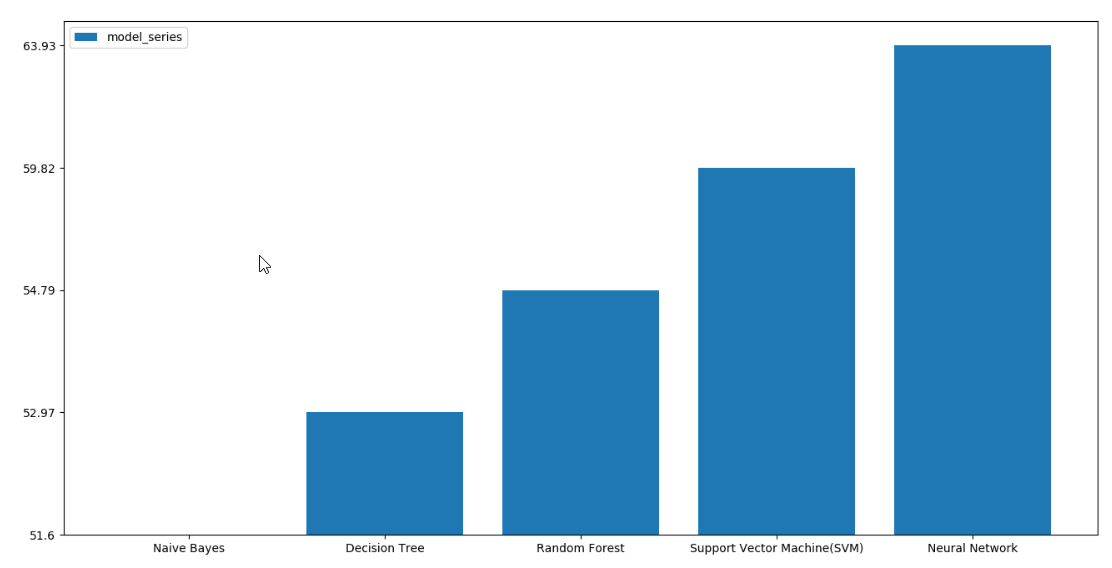 model_series
63.93
59.82
54.79
52.97
51.6
Naive Bayes
Decision Tree
Random Forest
Support Vector Machine(SVM)
Neural Network